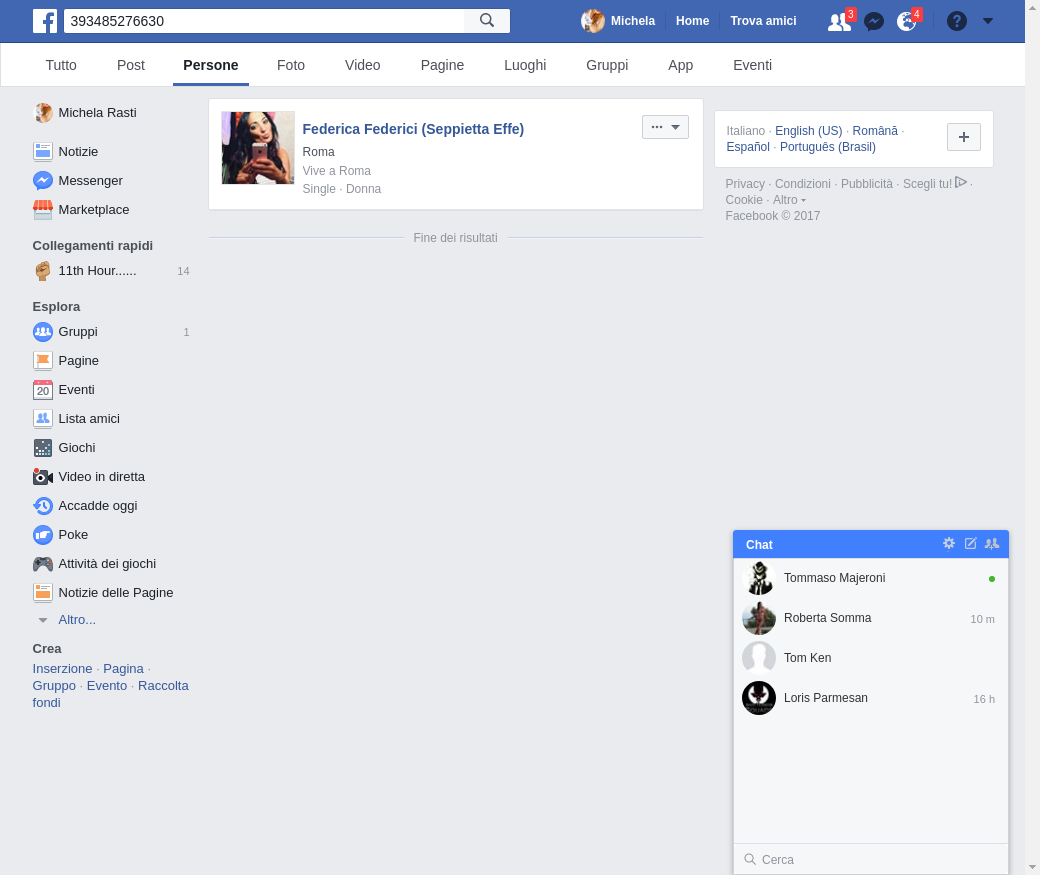 393485276630
Michela Home Trova amici 3 4
Tutto Post Persone Foto Video Pagine Luoghi Gruppi App Eventi
Michela Rasti
Notizie
Messenger
Marketplace
Collegamenti rapidi
11th Hour...... 14
Esplora
Gruppi 1
Pagine
20 Eventi
Lista amici
Giochi
Video in diretta
Accadde oggi
Poke
Attività dei giochi
Notizie delle Pagine
Altro...
Crea
Inserzione · Pagina ·
Gruppo · Evento · Raccolta
fondi
Federica Federici (Seppietta Effe)
Roma
Vive a Roma
Single · Donna
Fine dei risultati
Italiano · English (US) · Română ·
Español · Português (Brasil)
Privacy · Condizioni · Pubblicità · Scegli tu! ·
Cookie · Altro
Facebook © 2017
Chat
Tommaso Majeroni
Roberta Somma 10 m
Tom Ken
Loris Parmesan 16 h
Cerca